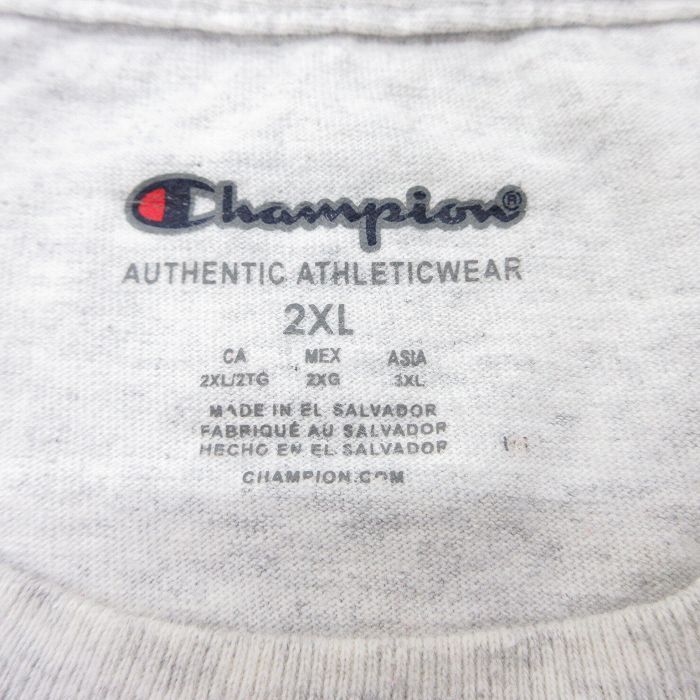 Champion®
AUTHENTIC ATHLETICWEAR
2XL
CA MEX ASIA
2XL/2TG 2XG 3XL
MADE IN EL SALVADOR
FABRIQUÉ AU SALVADOR
HECHO EN EL SALVADOR
CHAMPION.COM